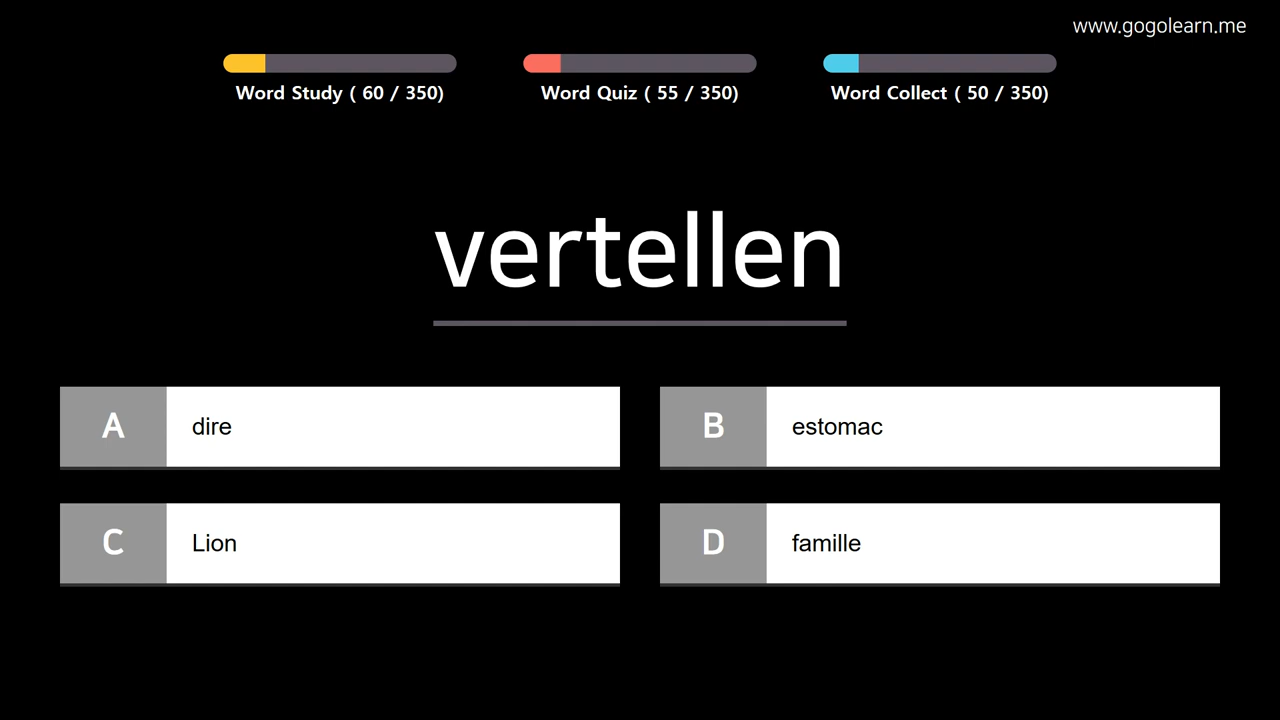 www.gogolearn.me
Word Study ( 60 / 350)
Word Quiz ( 55 / 350)
Word Collect ( 50 / 350)
vertellen
A dire
B estomac
C Lion
D famille